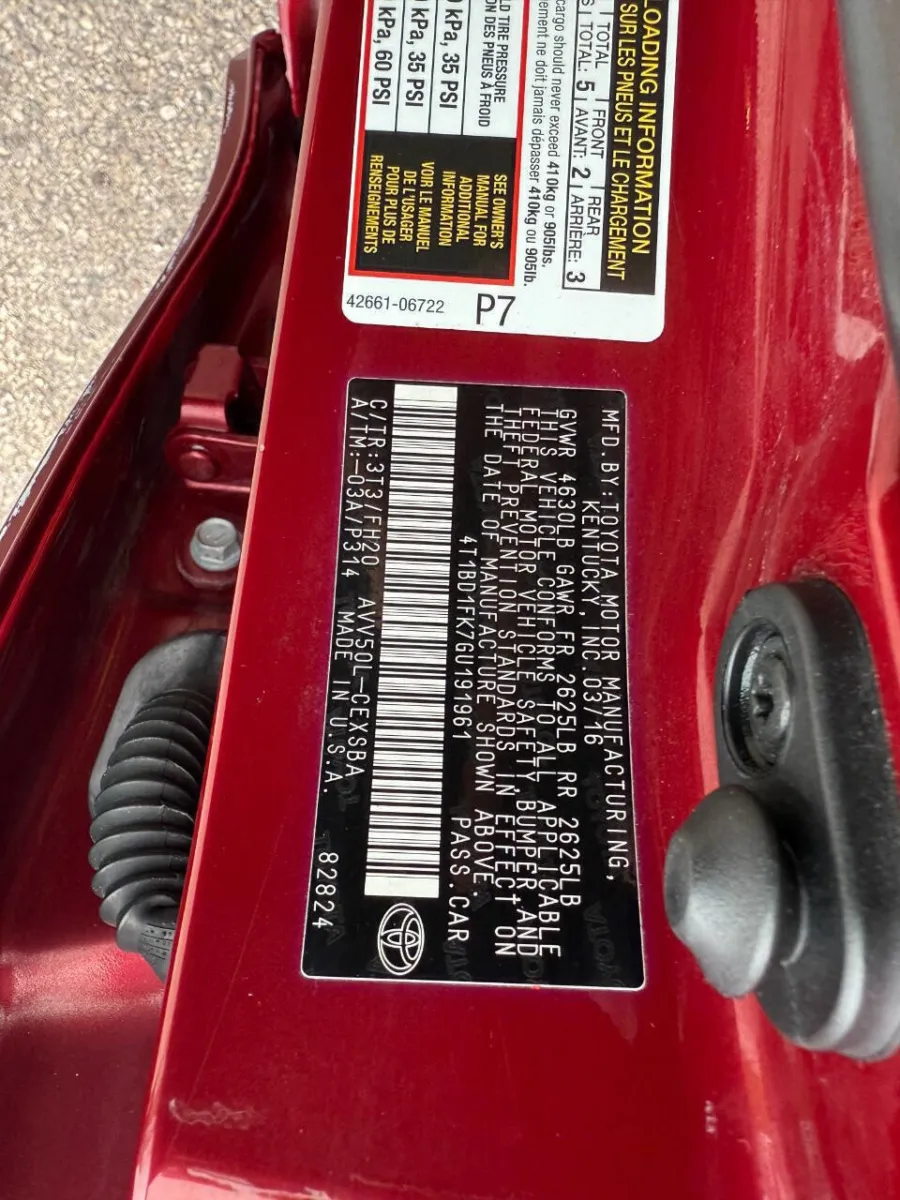 LOADING INFORMATION
SUR LES PNEUS ET LE CHARGEMENT
TOTAL FRONT REAR
TOTAL: 5 AVANT: 2 ARRIÈRE: 3
cargo should never exceed 410kg or 905lbs.
ne doit jamais dépasser 410kg ou 905lb.
TIRE PRESSURE
DES PNEUS À FROID
kPa, 35 PSI
kPa, 35 PSI
kPa, 60 PSI
SEE OWNER'S
MANUAL FOR
ADDITIONAL
INFORMATION
VOIR LE MANUEL
DE L'USAGER
POUR PLUS DE
RENSEIGNEMENTS
42661-06722 P7
MFD.BY:TOYOTA MOTOR MANUFACTURING,
KENTUCKY,INC.03/16
GVWR 4630LB GAWR FR 2625LB RR 2625LB
THIS VEHICLE CONFORMS TO ALL APPLICABLE
FEDERAL MOTOR VEHICLE SAFETY,BUMPER,AND
THEFT PREVENTION STANDARDS IN EFFECT ON
THE DATE OF MANUFACTURE SHOWN ABOVE.
4T1BD1FK7GU191961 PASS.CAR
C/TR:3T3/FH20 AVV50L-CEXSBA
A/TM:-03A/P314 MADE IN U.S.A. 82824